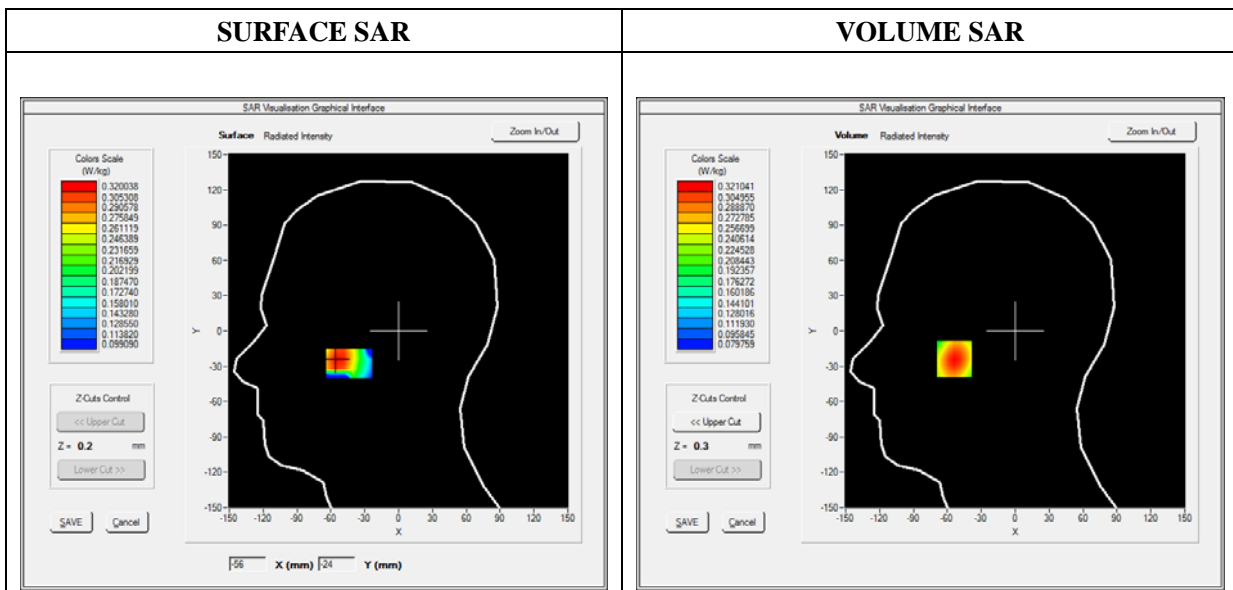 SURFACE SAR
VOLUME SAR
SAR Visualisation Graphical Interface
Surface Radiated Intensity
Zoom In/Out
Colors Scale
(W/kg)
0.320038
0.305308
0.290578
0.275849
0.261119
0.246389
0.231659
0.216929
0.202199
0.187470
0.172740
0.158010
0.143280
0.128550
0.113820
0.099090
Z-Cuts Control
<< Upper Cut
Z = 0.2 mm
Lower Cut >>
SAVE Cancel
150
120
90
60
30
0
-30
-60
-90
-120
-150
Y
-150 -120 -90 -60 -30 0 30 60 90 120 150
X
-56 X (mm) -24 Y (mm)
SAR Visualisation Graphical Interface
Volume Radiated Intensity
Zoom In/Out
Colors Scale
(W/kg)
0.321041
0.304955
0.288870
0.272785
0.256699
0.240614
0.224528
0.208443
0.192357
0.176272
0.160186
0.144101
0.128016
0.111930
0.095845
0.079759
Z-Cuts Control
<< Upper Cut
Z = 0.3 mm
Lower Cut >>
SAVE Cancel
150
120
90
60
30
0
-30
-60
-90
-120
-150
Y
-150 -120 -90 -60 -30 0 30 60 90 120 150
X